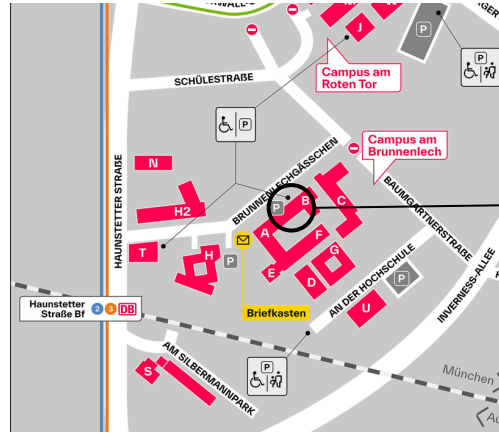 J
P
P
SCHÜLESTRASSE
Campus am
Roten Tor
P
Campus am
Brunnenlech
N
HAUNSTETTER STRASSE
H2
BRUNNENLECHGÄSSCHEN
P
B
C
A
BAUMGARTNERSTRASSE
T
H
F
G
P
E
D
AN DER HOCHSCHULE
P
U
INVERNESS-ALLEE
Haunstetter
Straße Bf
2
3
DB
Briefkasten
P
AM SILBERMANNPARK
S
München